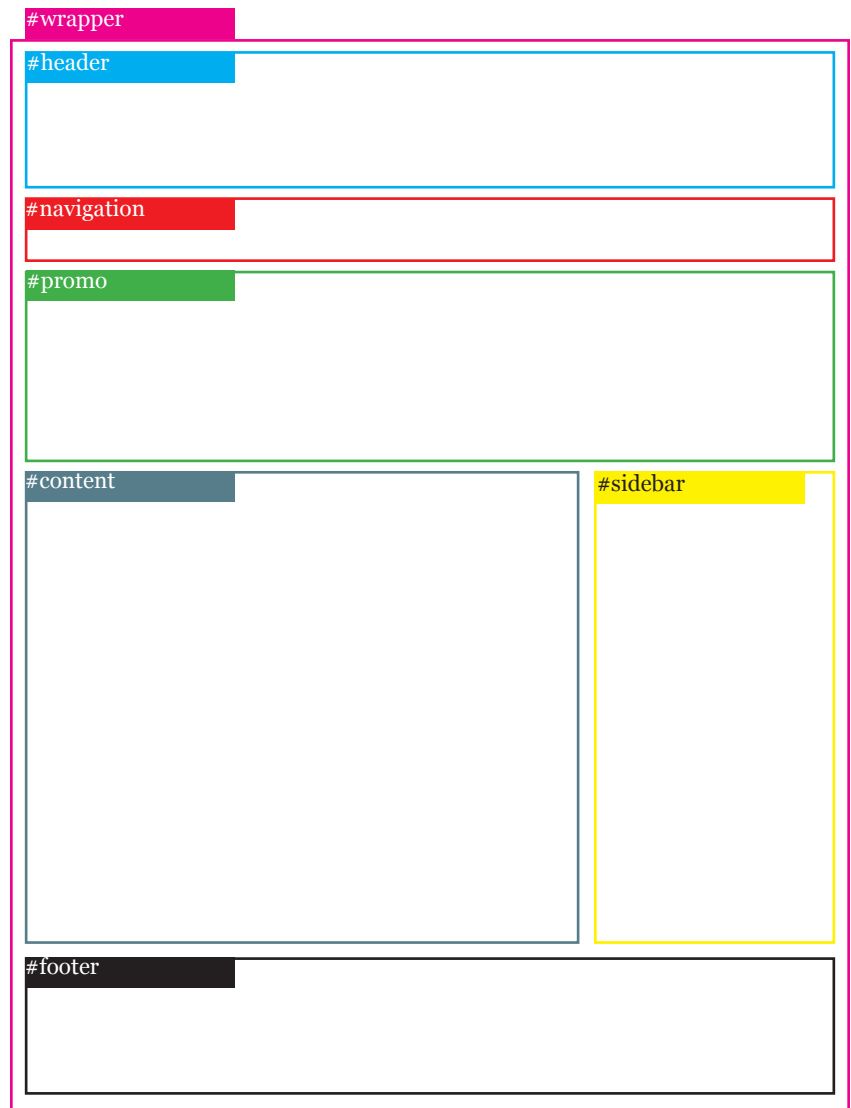 #wrapper
#header
#navigation
#promo
#content
#sidebar
#footer